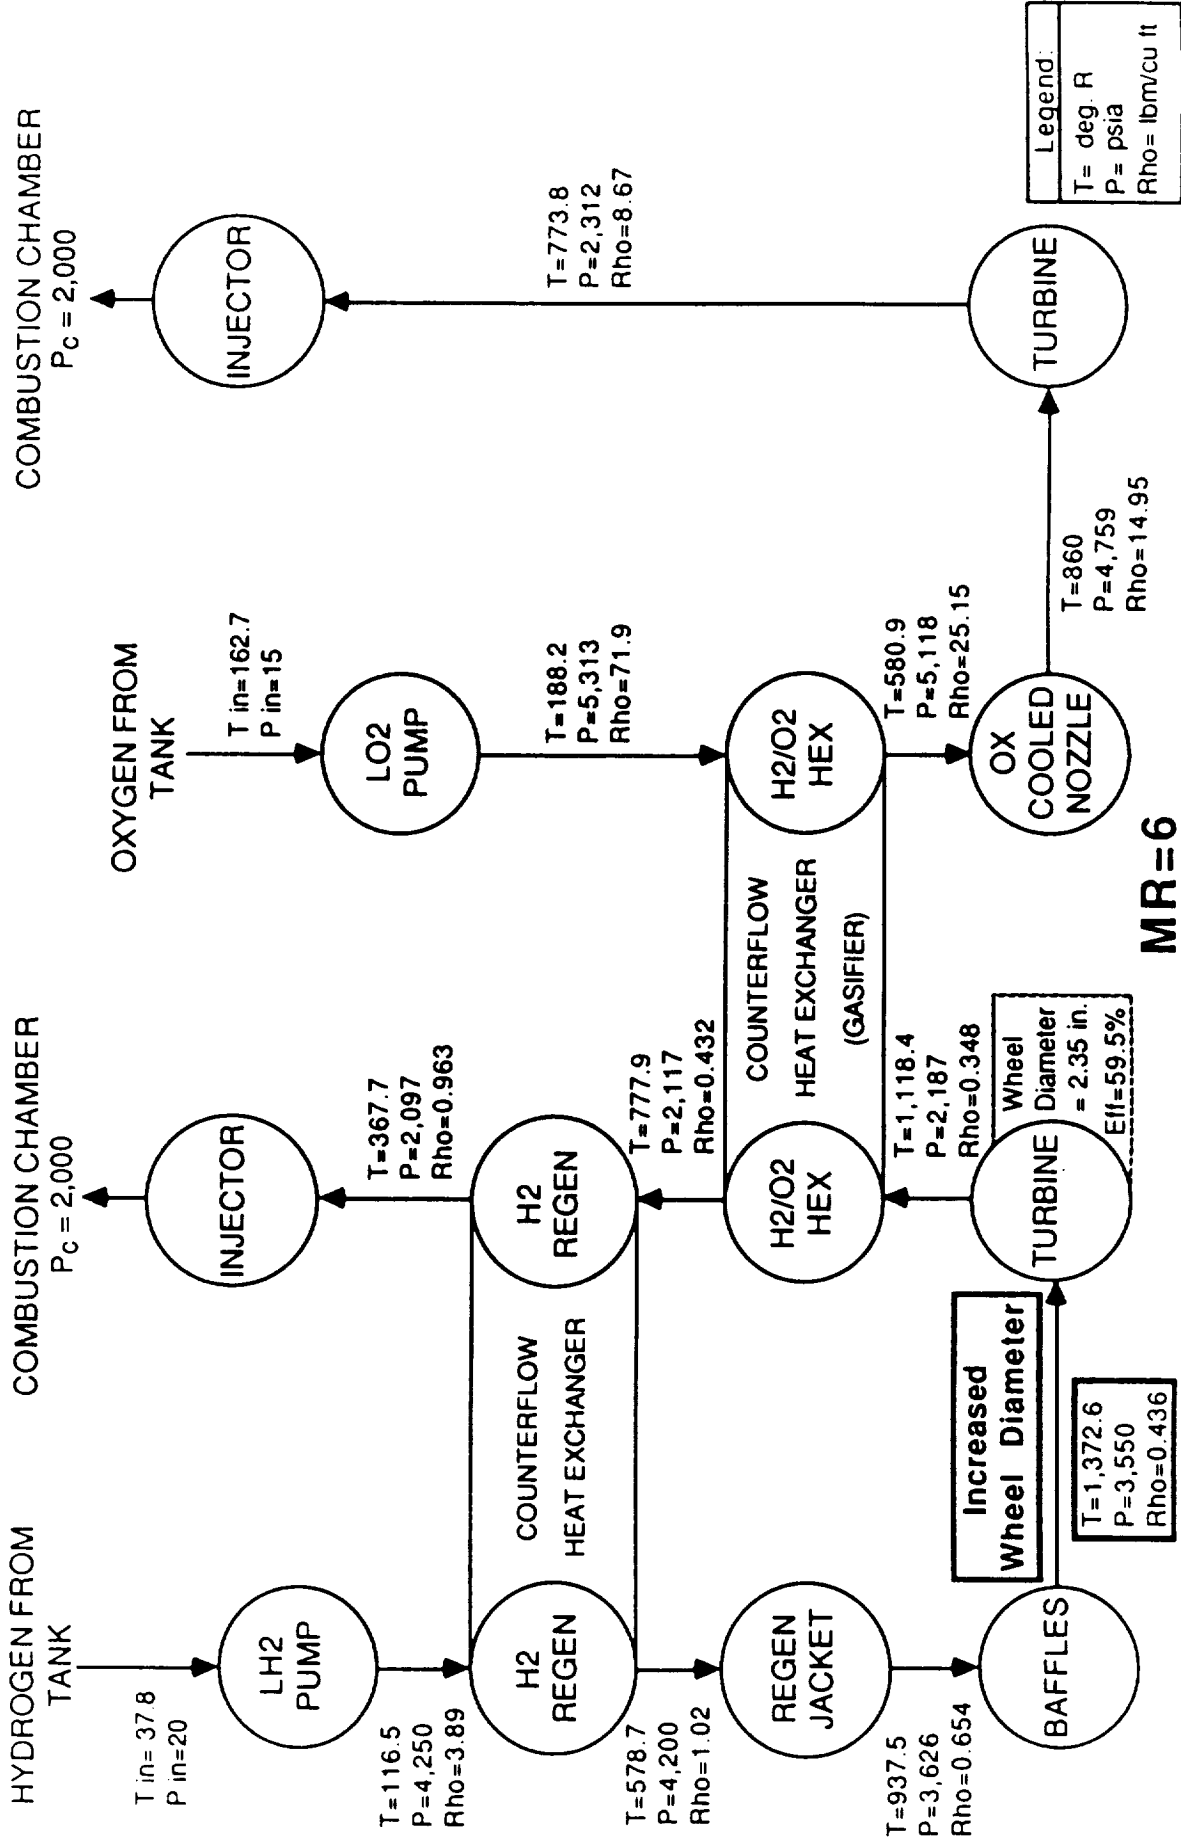 HYDROGEN FROM
TANK
T in= 37.8
P in=20
LH2
PUMP
T=116.5
P=4,250
Rho=3.89
H2
REGEN
T=578.7
P=4,200
Rho=1.02
REGEN
JACKET
T=937.5
P=3,626
Rho=0.654
BAFFLES
T=1,372.6
P=3,550
Rho=0.436
Increased
Wheel Diameter
TURBINE
Wheel
Diameter
= 2.35 in.
Eff=59.5%
T=1,118.4
P=2,187
Rho=0.348
H2/O2
HEX
T=777.9
P=2,117
Rho=0.432
H2
REGEN
COUNTERFLOW
HEAT EXCHANGER
T=367.7
P=2,097
Rho=0.963
INJECTOR
COMBUSTION CHAMBER
Pc = 2,000
OXYGEN FROM
TANK
T in=162.7
P in=15
LO2
PUMP
T=188.2
P=5,313
Rho=71.9
H2/O2
HEX
COUNTERFLOW
HEAT EXCHANGER
(GASIFIER)
T=580.9
P=5,118
Rho=25.15
OX
COOLED
NOZZLE
T=860
P=4,759
Rho=14.95
TURBINE
T=773.8
P=2,312
Rho=8.67
INJECTOR
COMBUSTION CHAMBER
Pc = 2,000
MR=6
Legend:
T= deg. R
P= psia
Rho= lbm/cu ft